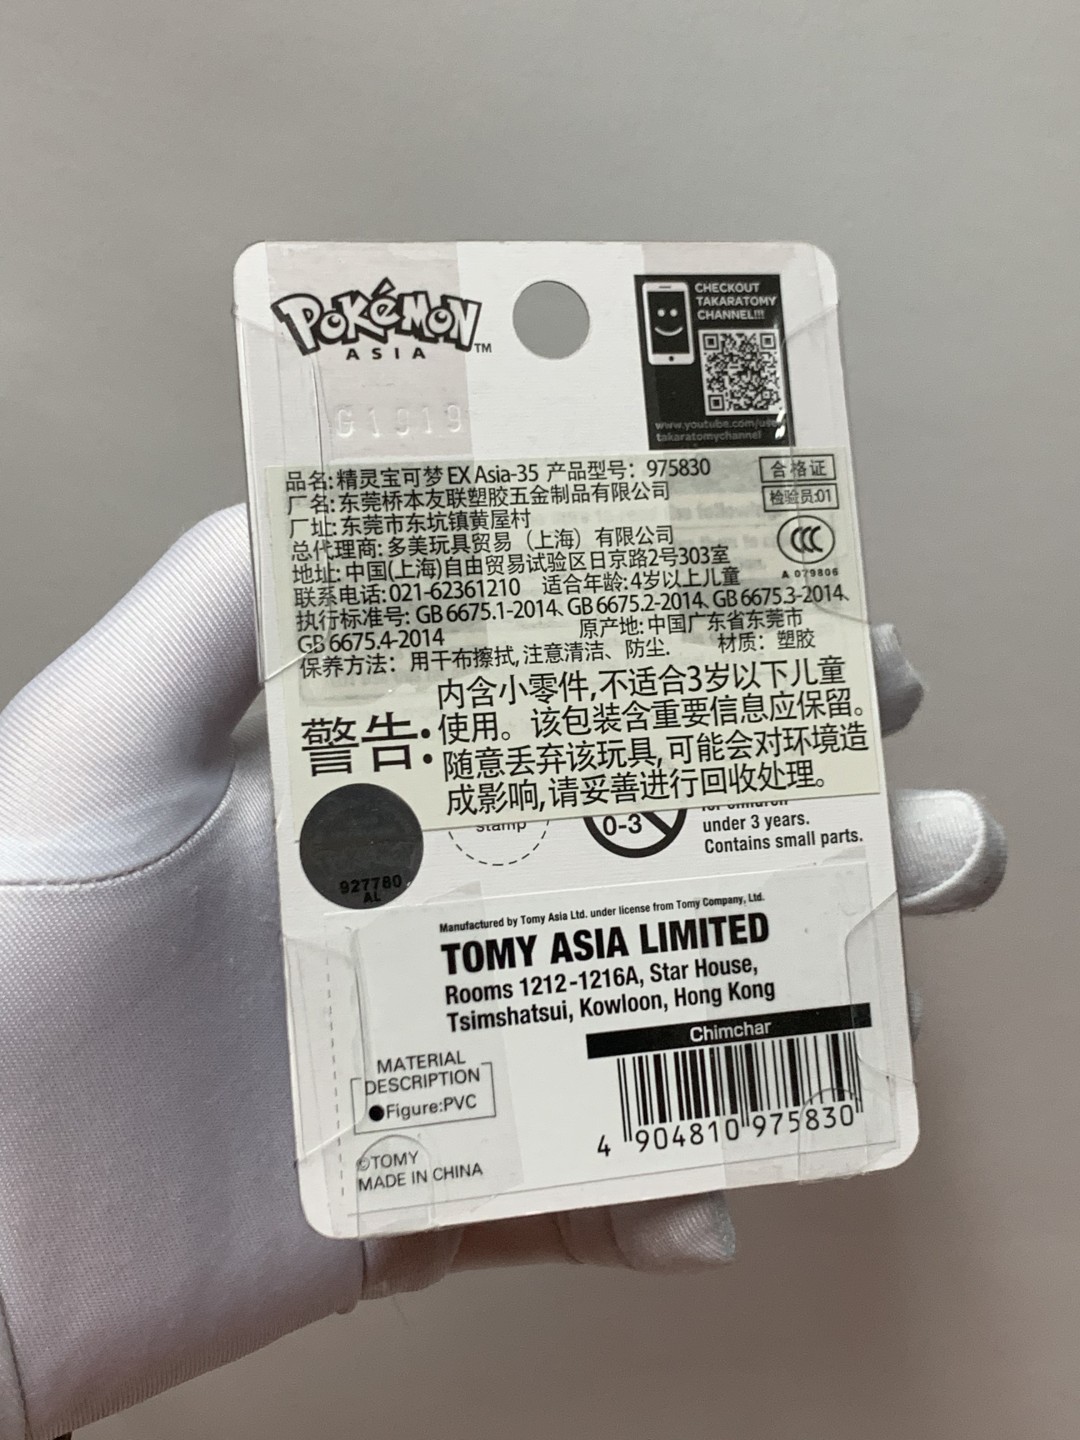 POKÉMON
ASIA
TM
CHECKOUT
TAKARATOMY
CHANNEL!!!
www.youtube.com/use
takaratomychannel
品名:精灵宝可梦EX Asia-35 产品型号：975830
合格证
厂名:东莞桥本友联塑胶五金制品有限公司
检验员:01
厂址:东莞市东坑镇黄屋村
总代理商:多美玩具贸易（上海）有限公司
CCC
地址:中国(上海)自由贸易试验区日京路2号303室
A 079806
联系电话:021-62361210 适合年龄:4岁以上儿童
执行标准号: GB 6675.1-2014、GB 6675.2-2014、GB 6675.3-2014、
GB 6675.4-2014 原产地:中国广东省东莞市
保养方法：用干布擦拭,注意清洁、防尘. 材质：塑胶
警告:
内含小零件,不适合3岁以下儿童
使用。该包装含重要信息应保留。
随意丢弃该玩具,可能会对环境造
成影响,请妥善进行回收处理。
stamp
0-3
for children
under 3 years.
Contains small parts.
927780
AL
Manufactured by Tomy Asia Ltd. under license from Tomy Company, Ltd.
TOMY ASIA LIMITED
Rooms 1212-1216A, Star House,
Tsimshatsui, Kowloon, Hong Kong
Chimchar
MATERIAL
DESCRIPTION
●Figure:PVC
4 904810 975830
©TOMY
MADE IN CHINA